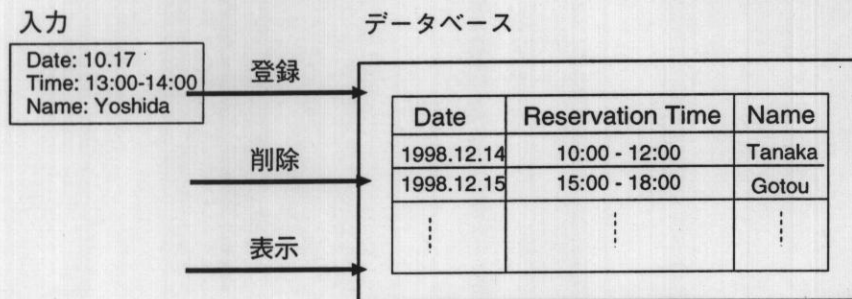 入力
データベース
Date: 10.17
Time: 13:00-14:00
Name: Yoshida
登録
削除
表示
Date Reservation Time Name
1998.12.14 10:00 - 12:00 Tanaka
1998.12.15 15:00 - 18:00 Gotou